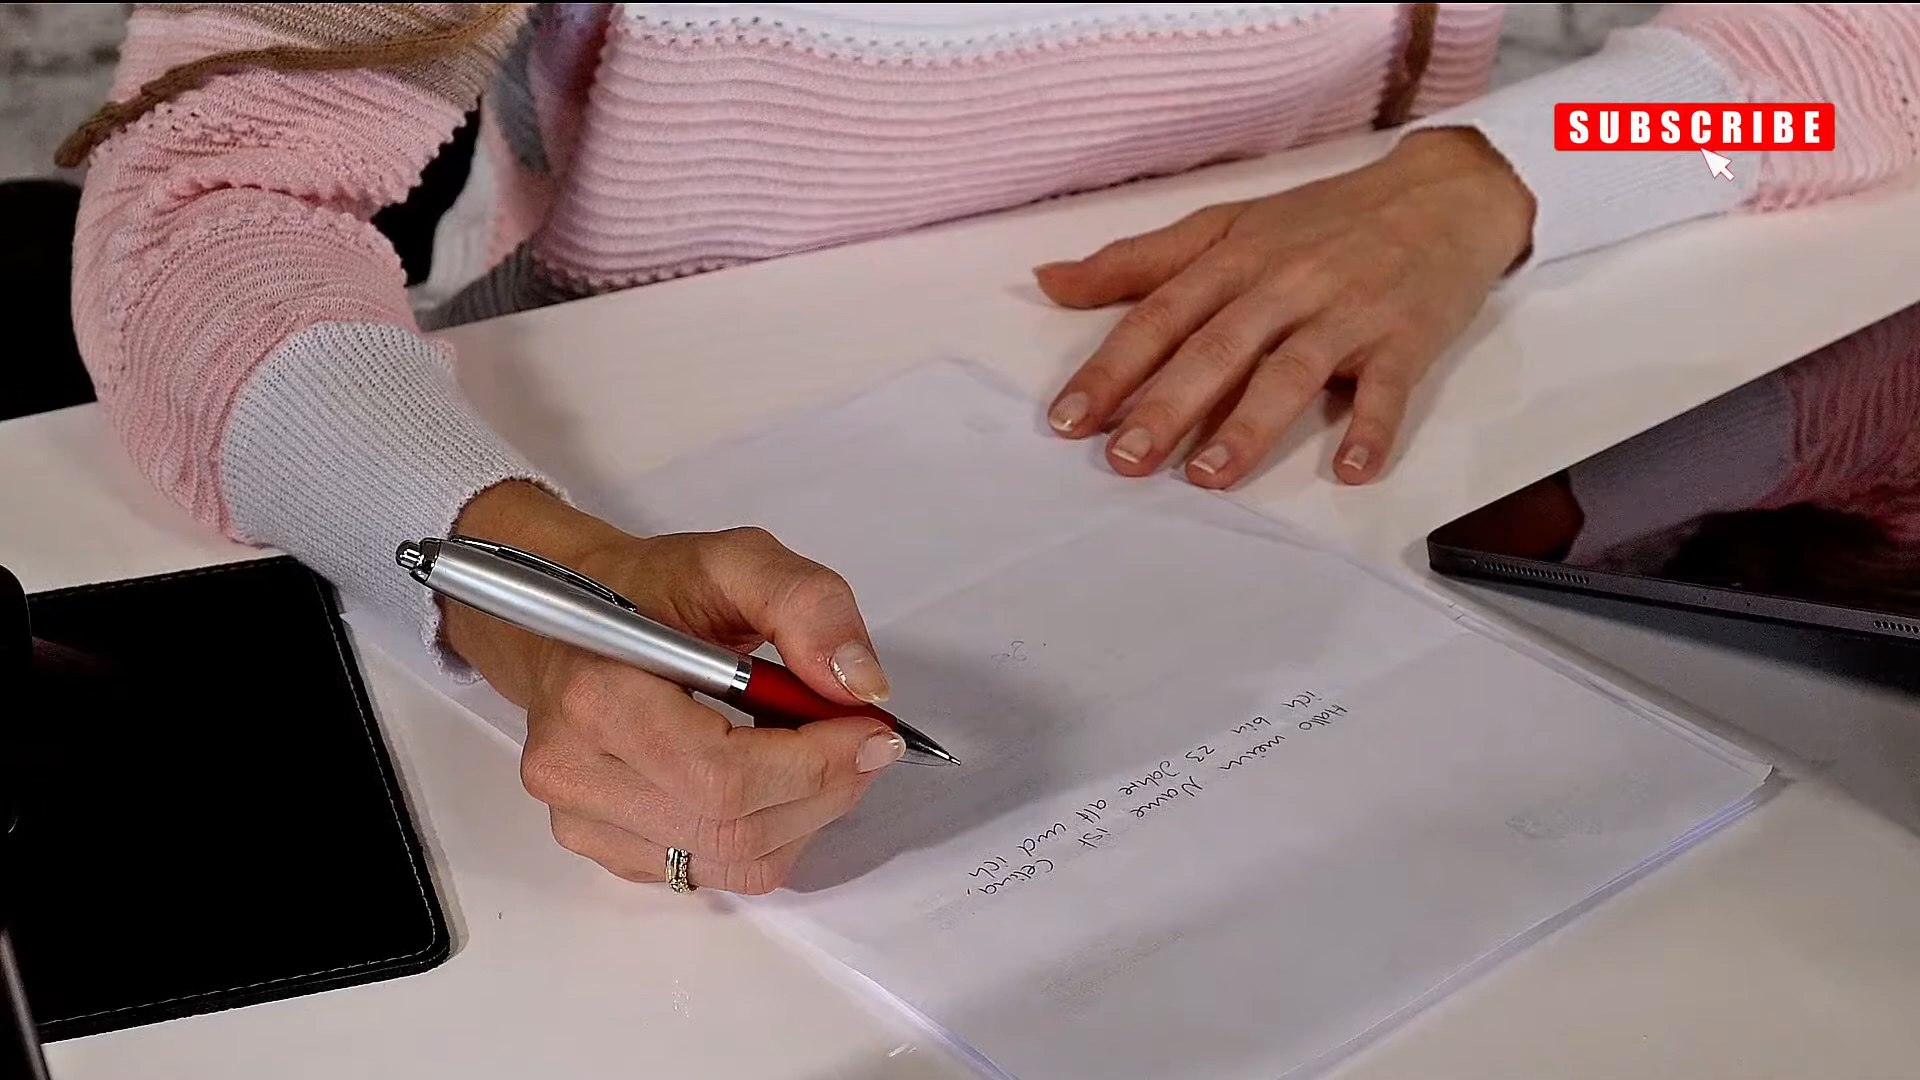 SUBSCRIBE
Hallo mein Name ist Celina,
ich bin 23 Jahre alt und ich